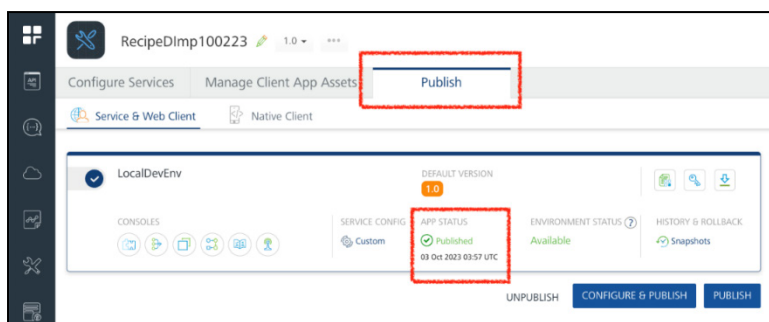 RecipeDImp100223 1.0
Configure Services Manage Client App Assets Publish
Service & Web Client Native Client
LocalDevEnv DEFAULT VERSION
1.0
CONSOLES SERVICE CONFIG APP STATUS ENVIRONMENT STATUS ? HISTORY & ROLLBACK
Custom Published Available Snapshots
03 Oct 2023 03:57 UTC
UNPUBLISH CONFIGURE & PUBLISH PUBLISH